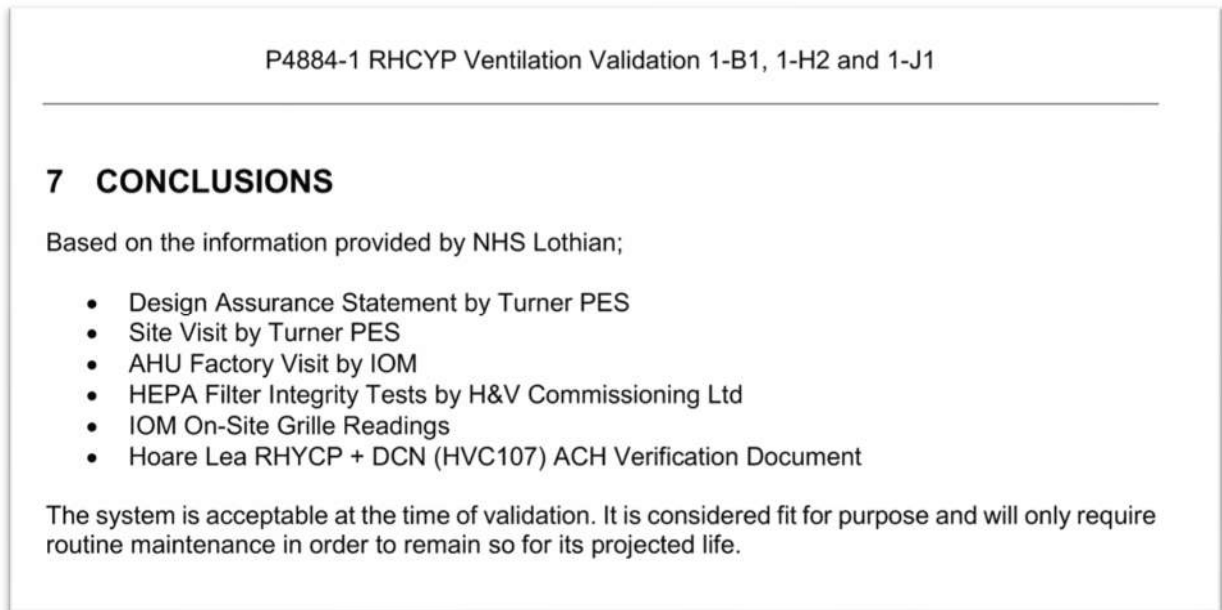 P4884-1 RHCYP Ventilation Validation 1-B1, 1-H2 and 1-J1
7 CONCLUSIONS
Based on the information provided by NHS Lothian;
• Design Assurance Statement by Turner PES
• Site Visit by Turner PES
• AHU Factory Visit by IOM
• HEPA Filter Integrity Tests by H&V Commissioning Ltd
• IOM On-Site Grille Readings
• Hoare Lea RHYCP + DCN (HVC107) ACH Verification Document
The system is acceptable at the time of validation. It is considered fit for purpose and will only require
routine maintenance in order to remain so for its projected life.